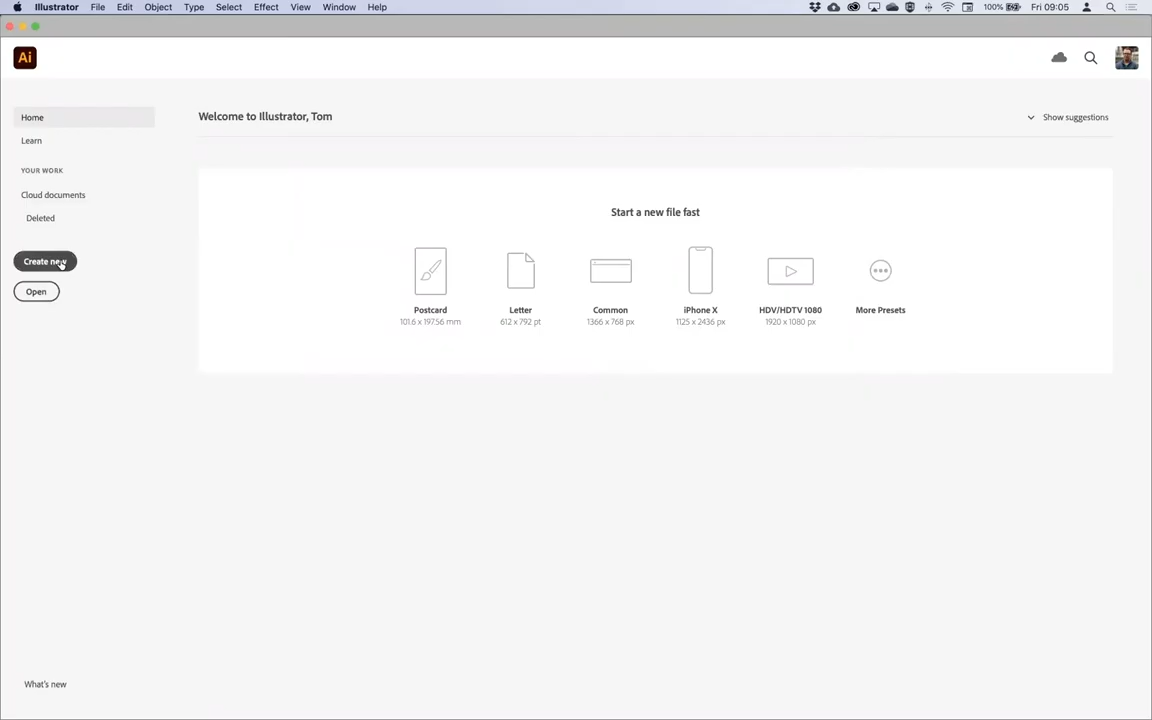 Illustrator File Edit Object Type Select Effect View Window Help 100% Fri 09:05
Ai
Home
Welcome to Illustrator, Tom
Show suggestions
Learn
YOUR WORK
Cloud documents
Deleted
Start a new file fast
Create new
Open
Postcard Letter Common iPhone X HDV/HDTV 1080 More Presets
101.6 x 197.56 mm 612 x 792 pt 1366 x 768 px 1125 x 2436 px 1920 x 1080 px
What's new